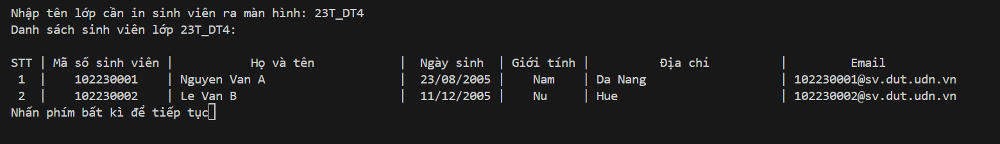 Nhập tên lớp cần in sinh viên ra màn hình: 23T_DT4
Danh sách sinh viên lớp 23T_DT4:
STT | Mã số sinh viên | Họ và tên | Ngày sinh | Giới tính | Địa chỉ | Email
1 | 102230001 | Nguyen Van A | 23/08/2005 | Nam | Da Nang | 102230001@sv.dut.udn.vn
2 | 102230002 | Le Van B | 11/12/2005 | Nu | Hue | 102230002@sv.dut.udn.vn
Nhấn phím bất kì để tiếp tục